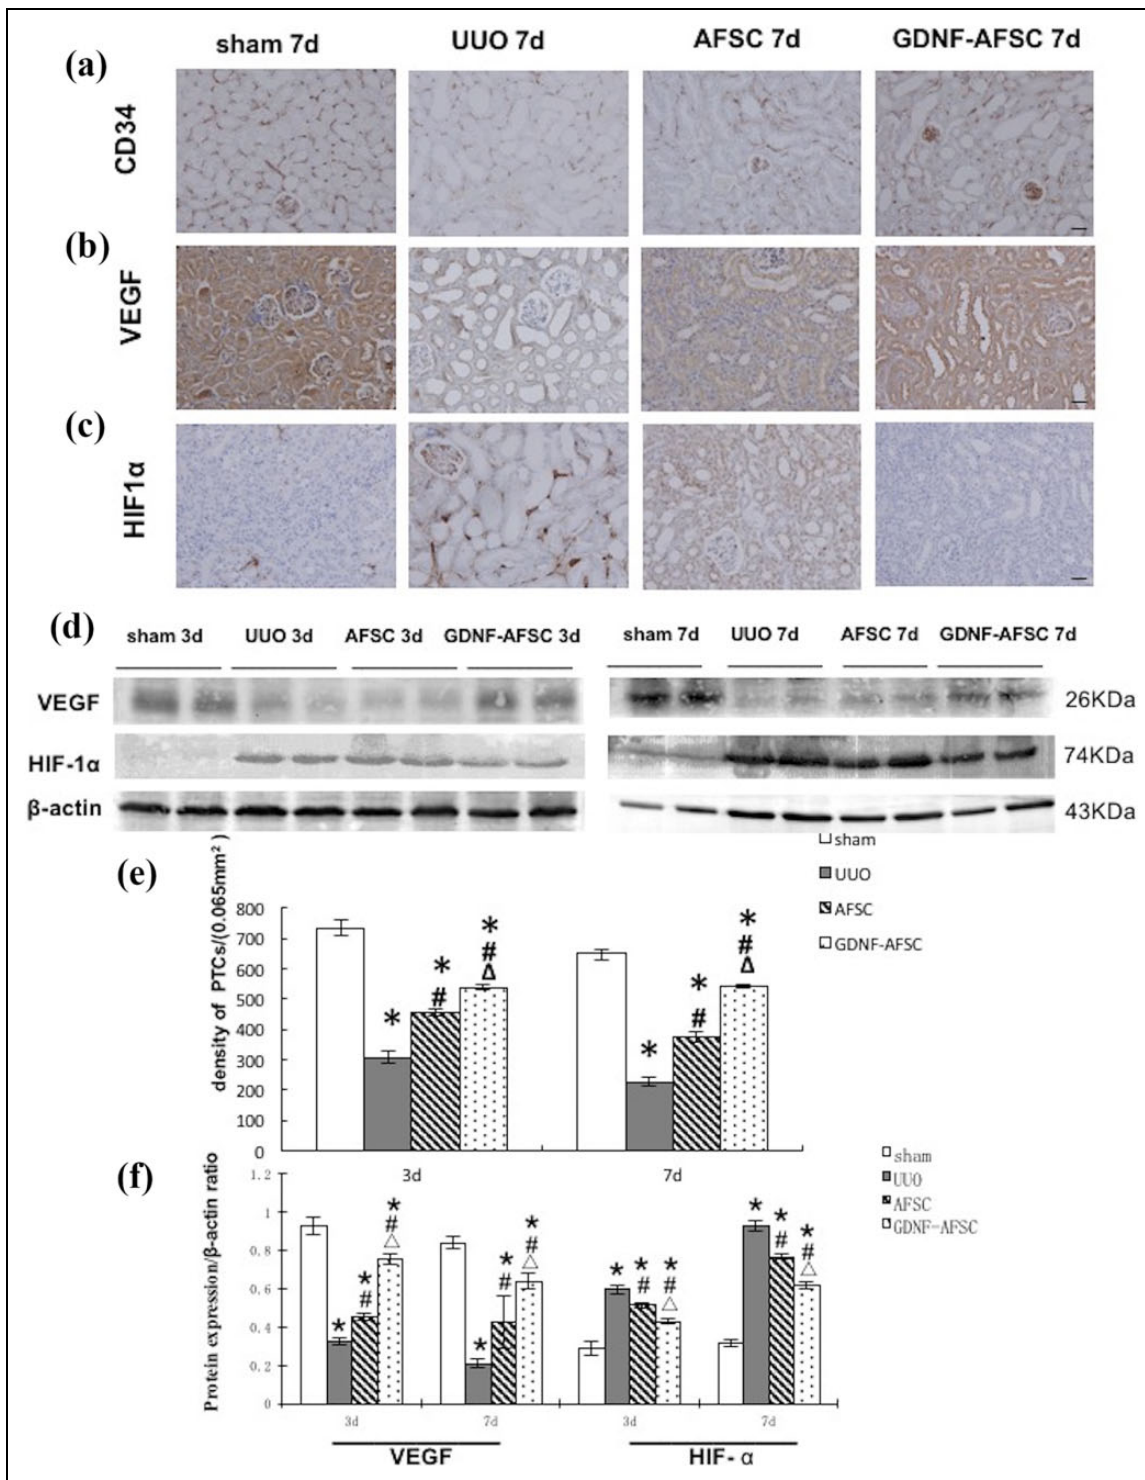 sham 7d UUO 7d AFSC 7d GDNF-AFSC 7d
(a)
CD34
(b)
VEGF
(c)
HIF1α
(d)
sham 3d UUO 3d AFSC 3d GDNF-AFSC 3d sham 7d UUO 7d AFSC 7d GDNF-AFSC 7d
VEGF 26KDa
HIF-1α 74KDa
β-actin 43KDa
(e)
density of PTCs/(0.065mm²)
sham
UUO
AFSC
GDNF-AFSC
800
700
600
500
400
300
200
100
0
* *# *#Δ * *# *#Δ
3d 7d
(f)
Protein expression/β-actin ratio
sham
UUO
AFSC
GDNF-AFSC
1.2
1
0.8
0.6
0.4
0.2
0
* *# *#△ * *# *#△ * *# *#△ * *# *#△
3d 7d 3d 7d
VEGF HIF- α